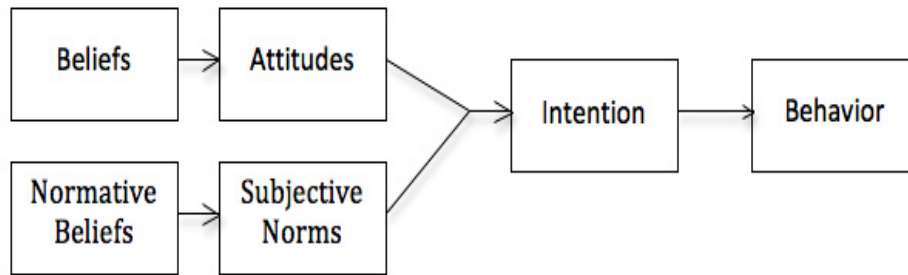 Beliefs
Attitudes
Intention
Behavior
Normative
Beliefs
Subjective
Norms